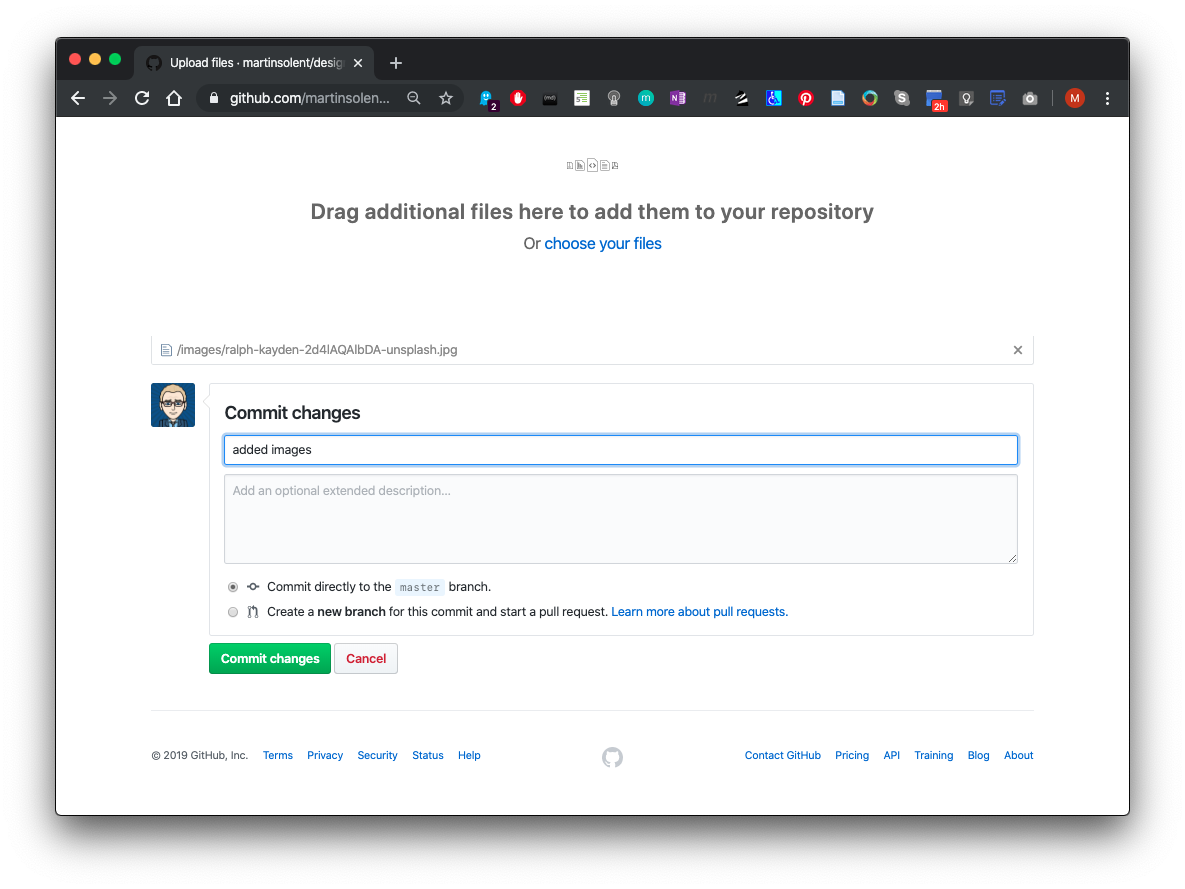 Upload files · martinsolent/desig
github.com/martinsolen...
2
2h
M
Drag additional files here to add them to your repository
Or choose your files
/images/ralph-kayden-2d4lAQAlbDA-unsplash.jpg
Commit changes
added images
Add an optional extended description...
Commit directly to the master branch.
Create a new branch for this commit and start a pull request. Learn more about pull requests.
Commit changes Cancel
© 2019 GitHub, Inc. Terms Privacy Security Status Help
Contact GitHub Pricing API Training Blog About